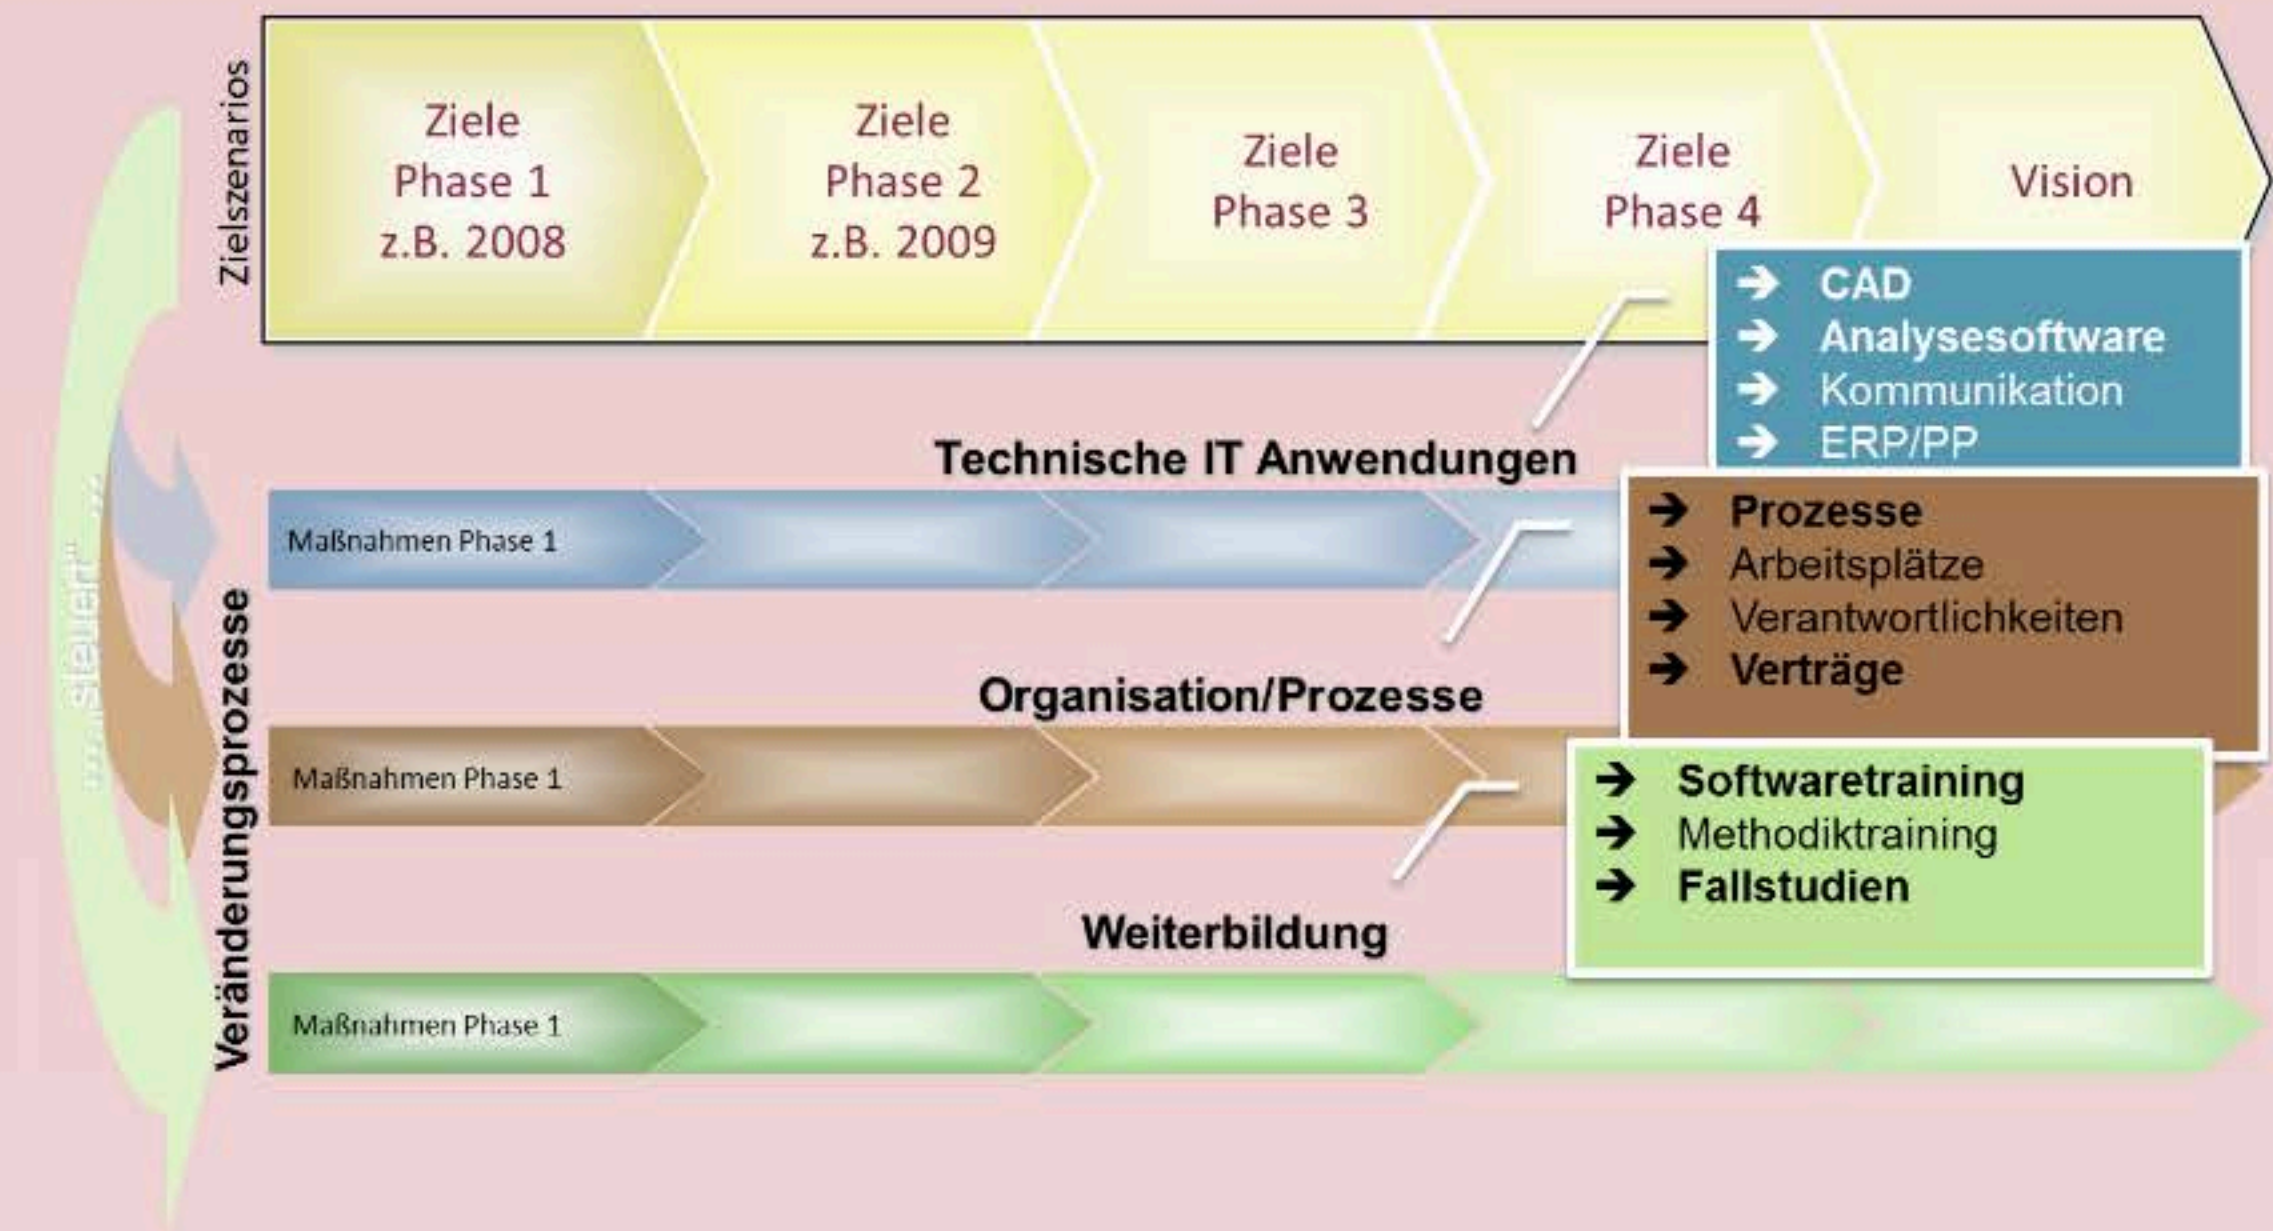 Zielszenarios
Ziele
Phase 1
z.B. 2008
Ziele
Phase 2
z.B. 2009
Ziele
Phase 3
Ziele
Phase 4
Vision
➔ CAD
➔ Analysesoftware
➔ Kommunikation
➔ ERP/PP
"....steuern"....
Veränderungsprozesse
Technische IT Anwendungen
Maßnahmen Phase 1
➔ Prozesse
➔ Arbeitsplätze
➔ Verantwortlichkeiten
➔ Verträge
Organisation/Prozesse
Maßnahmen Phase 1
➔ Softwaretraining
➔ Methodiktraining
➔ Fallstudien
Weiterbildung
Maßnahmen Phase 1